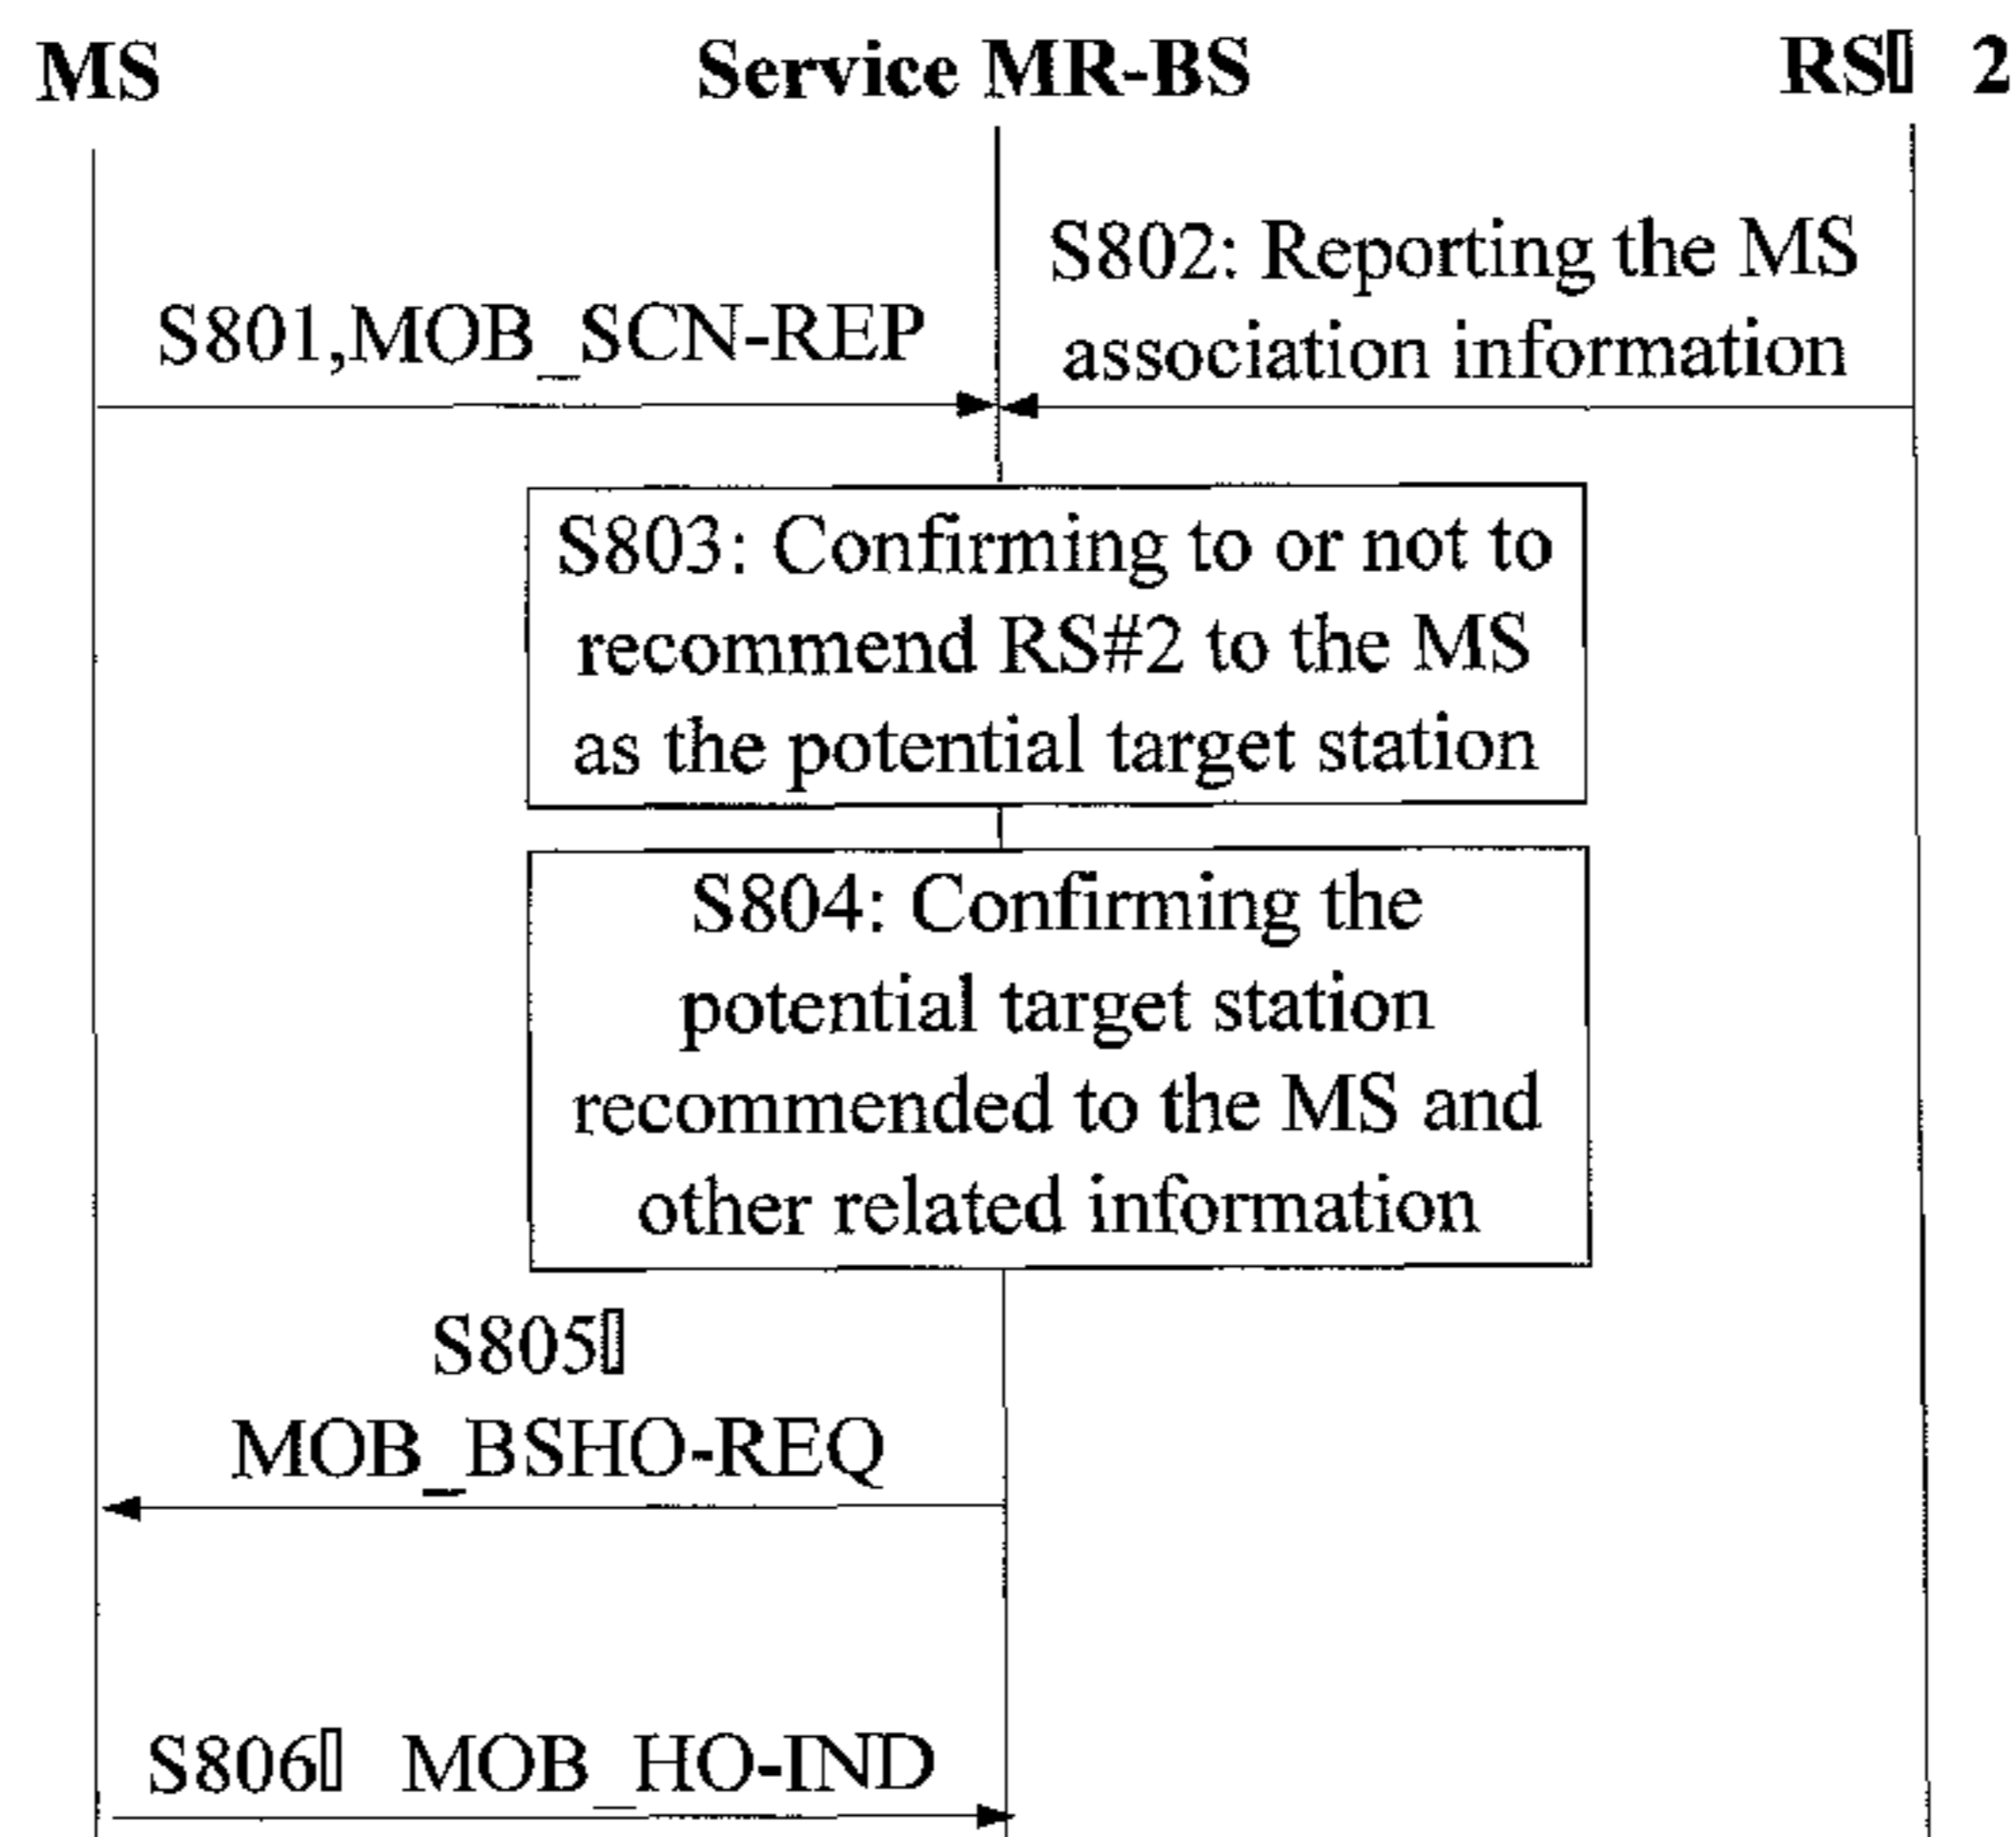 MS
Service MR-BS
RS▯ 2
S802: Reporting the MS
association information
S801,MOB_SCN-REP
S803: Confirming to or not to
recommend RS#2 to the MS
as the potential target station
S804: Confirming the
potential target station
recommended to the MS and
other related information
S805▯
MOB_BSHO-REQ
S806▯ MOB_HO-IND